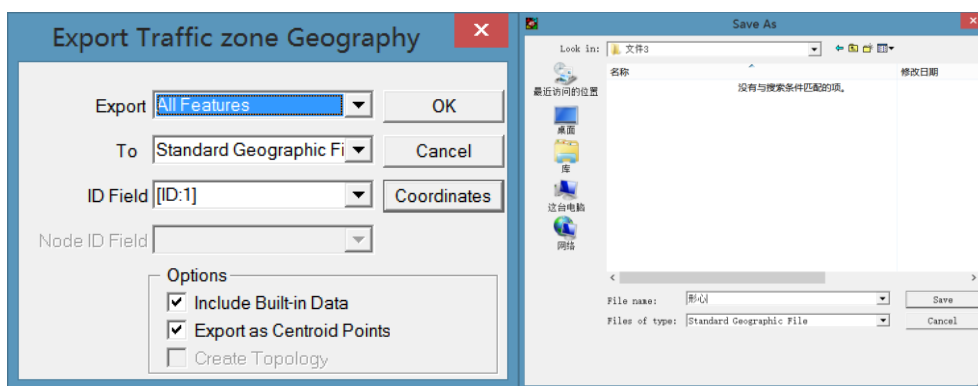 Export Traffic zone Geography
Export All Features OK
To Standard Geographic Fi Cancel
ID Field [ID:1] Coordinates
Node ID Field
Options
Include Built-in Data
Export as Centroid Points
Create Topology
Save As
Look in: 文件3
名称 修改日期
没有与搜索条件匹配的项。
最近访问的位置
桌面
库
这台电脑
网络
File name: 形心 Save
Files of type: Standard Geographic File Cancel